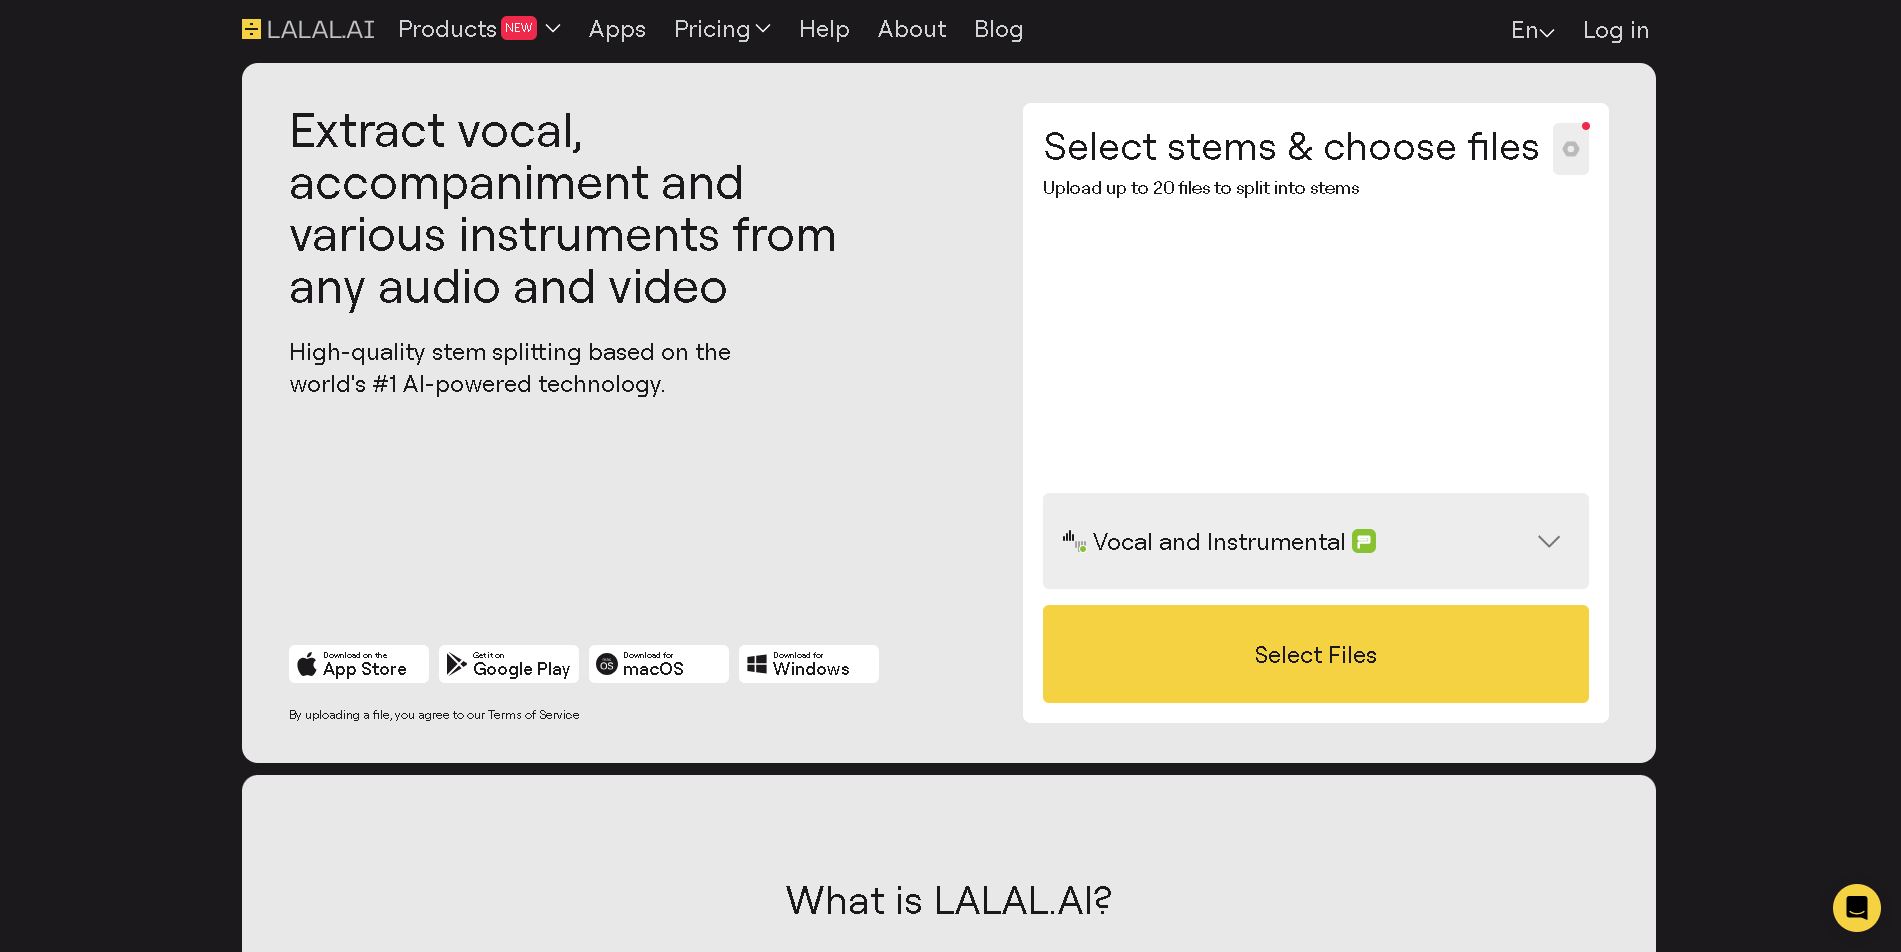 LALAL.AI
Products NEW
Apps
Pricing
Help
About
Blog
En
Log in
Extract vocal,
accompaniment and
various instruments from
any audio and video
High-quality stem splitting based on the
world's #1 AI-powered technology.
Download on the
App Store
Get it on
Google Play
Download for
macOS
Download for
Windows
By uploading a file, you agree to our Terms of Service
Select stems & choose files
Upload up to 20 files to split into stems
Vocal and Instrumental
Select Files
What is LALAL.AI?